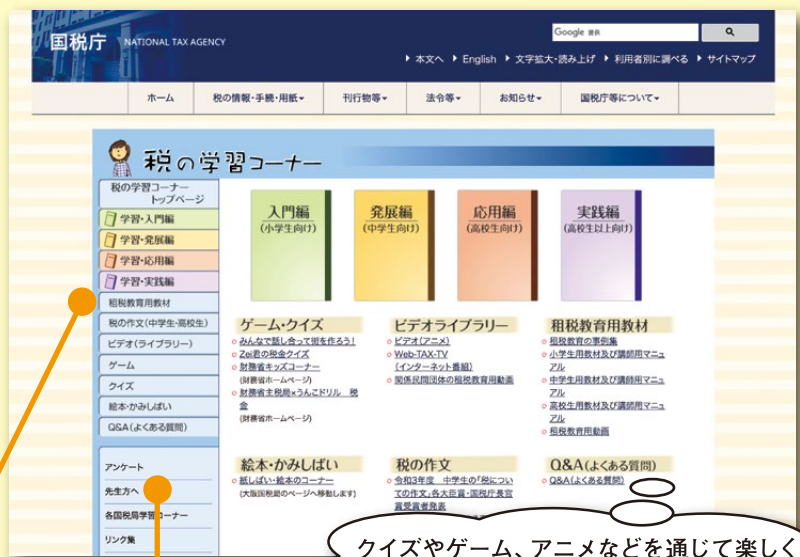 国税庁 NATIONAL TAX AGENCY
Google 提供
本文へ English 文字拡大・読み上げ 利用者別に調べる サイトマップ
ホーム 税の情報・手続・用紙 刊行物等 法令等 お知らせ 国税庁等について
税の学習コーナー
税の学習コーナー
トップページ
学習・入門編
学習・発展編
学習・応用編
学習・実践編
租税教育用教材
税の作文(中学生・高校生)
ビデオ(ライブラリー)
ゲーム
クイズ
絵本・かみしばい
Q&A(よくある質問)
アンケート
先生方へ
各国税局学習コーナー
リンク集
入門編
(小学生向け)
発展編
(中学生向け)
応用編
(高校生向け)
実践編
(高校生以上向け)
ゲーム・クイズ
みんなで話し合って街を作ろう!
Zei君の税金クイズ
財務省キッズコーナー
(財務省ホームページ)
財務省主税局×うんこドリル 税
金
(財務省ホームページ)
ビデオライブラリー
ビデオ(アニメ)
Web-TAX-TV
(インターネット番組)
関係民間団体の租税教育用動画
租税教育用教材
租税教育の事例集
小学生用教材及び講師用マニュ
アル
中学生用教材及び講師用マニュ
アル
高校生用教材及び講師用マニュ
アル
租税教育用動画
絵本・かみしばい
紙しばい・絵本のコーナー
(大阪国税局のページへ移動します)
税の作文
令和3年度 中学生の「税につい
ての作文」各大臣賞・国税庁長官
賞受賞者発表
Q&A(よくある質問)
Q&A(よくある質問)
クイズやゲーム、アニメなどを通じて楽しく